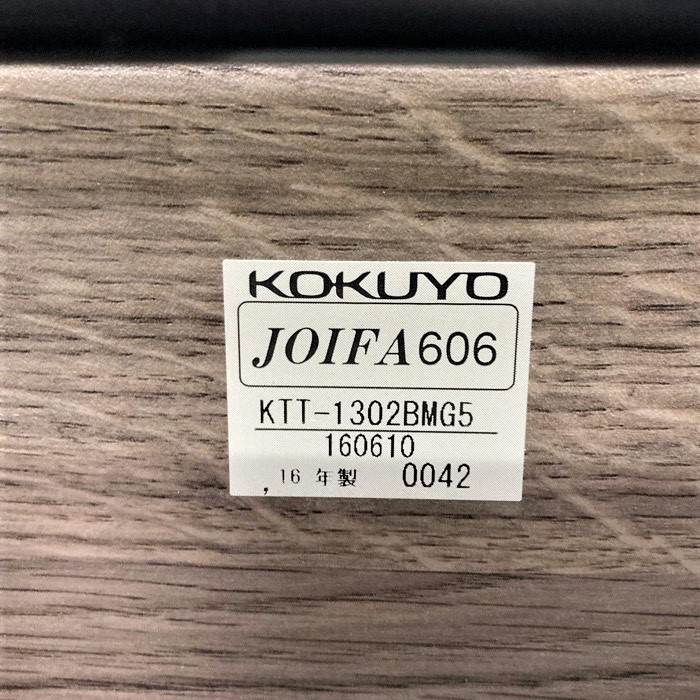 KOKUYO
JOIFA606
KTT-1302BMG5
160610
,16 年製 0042